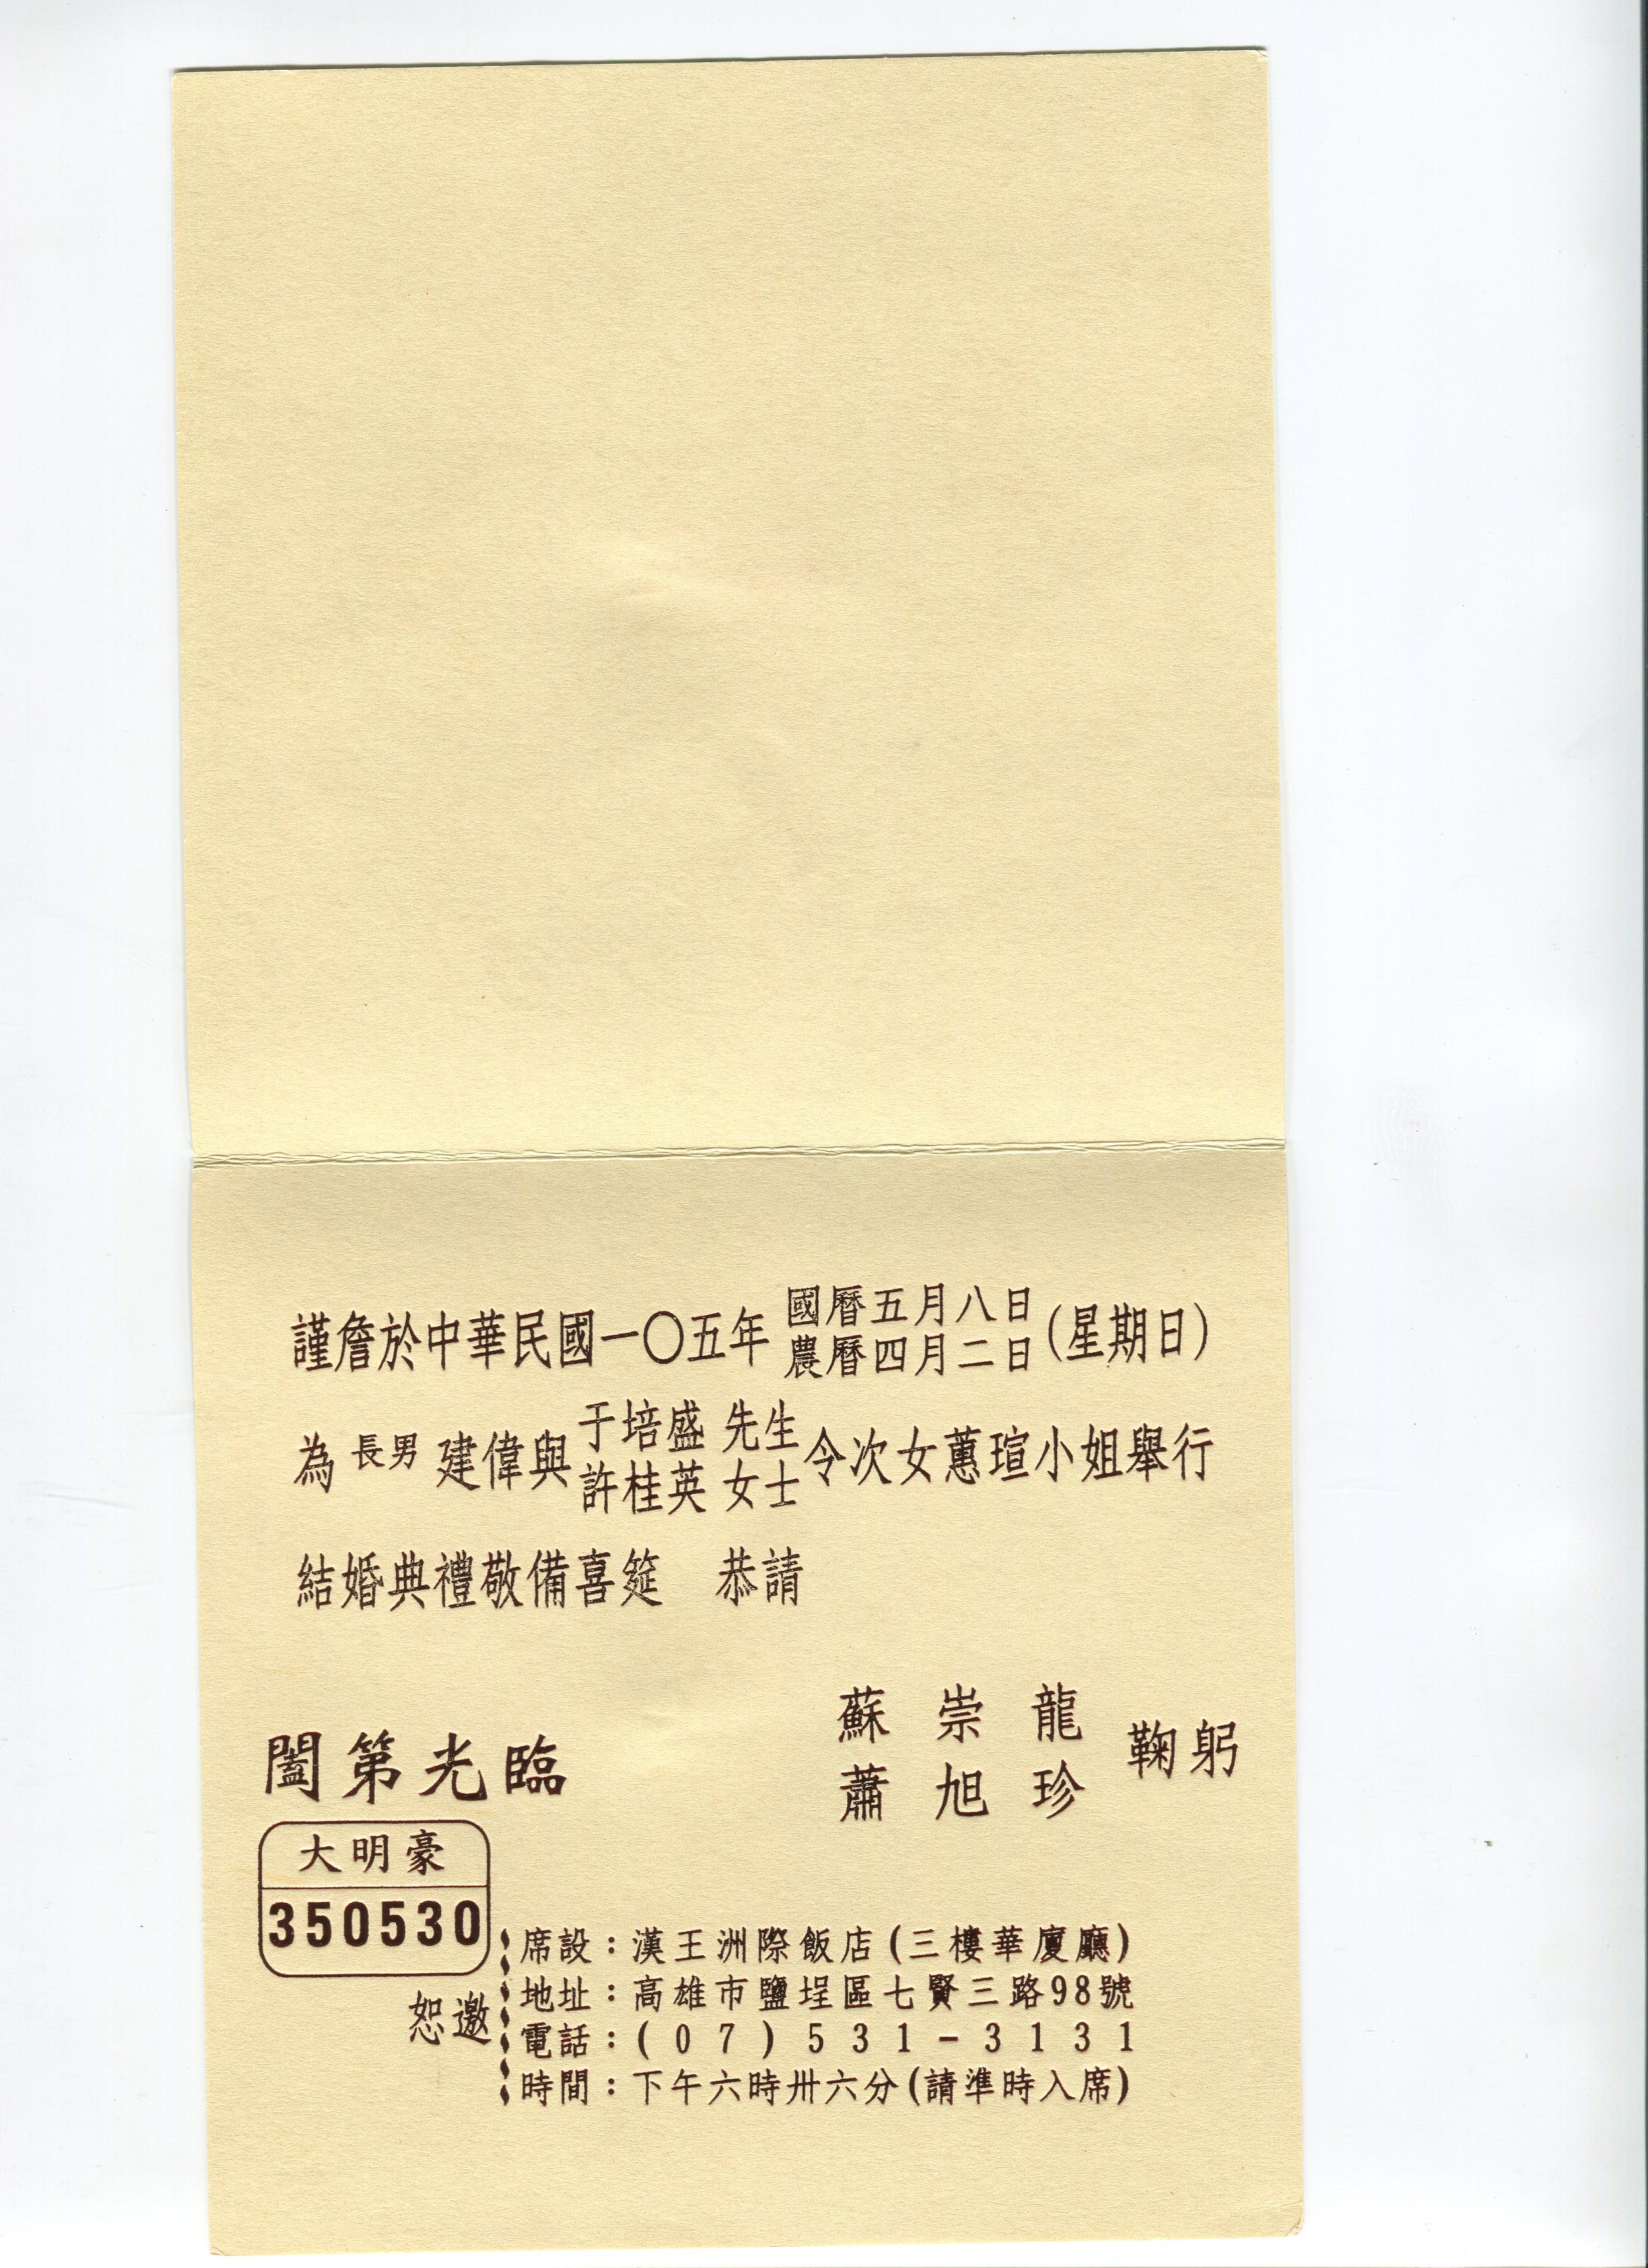 謹詹於中華民國一〇五年 國曆五月八日 農曆四月二日 (星期日)
為 長男 建偉與 于培盛 先生 許桂英 女士 令次女蕙瑄小姐舉行
結婚典禮敬備喜筵 恭請
闔第光臨
蘇崇龍
蕭旭珍
鞠躬
大明豪
350530
恕邀
席設：漢王洲際飯店(三樓華廈廳)
地址：高雄市鹽埕區七賢三路98號
電話：(07)531-3131
時間：下午六時卅六分(請準時入席)